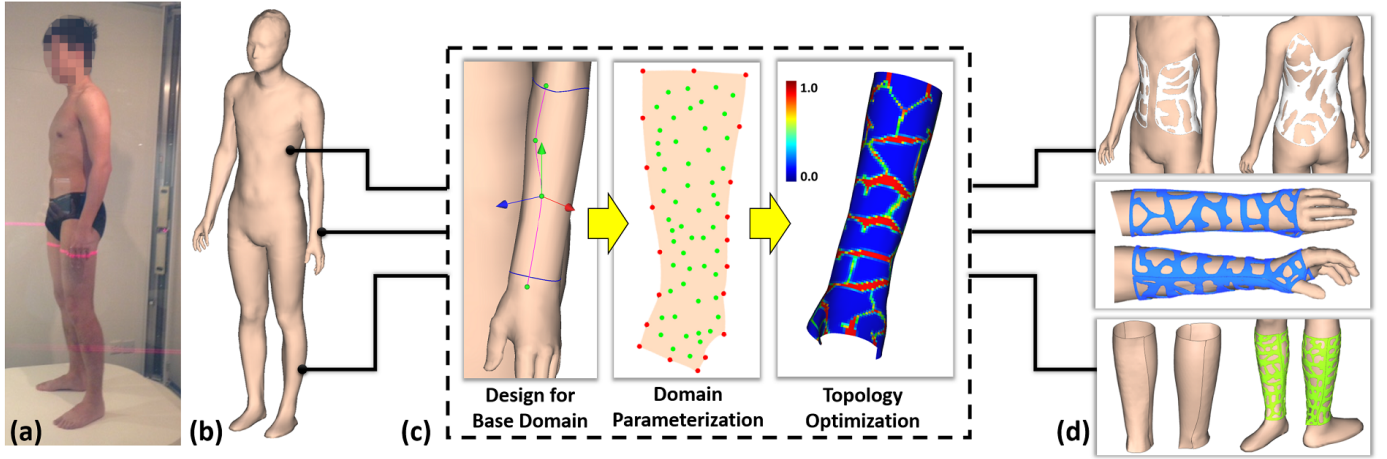 1.0
0.0
Design for
Base Domain
Domain
Parameterization
Topology
Optimization
(a)
(b)
(c)
(d)